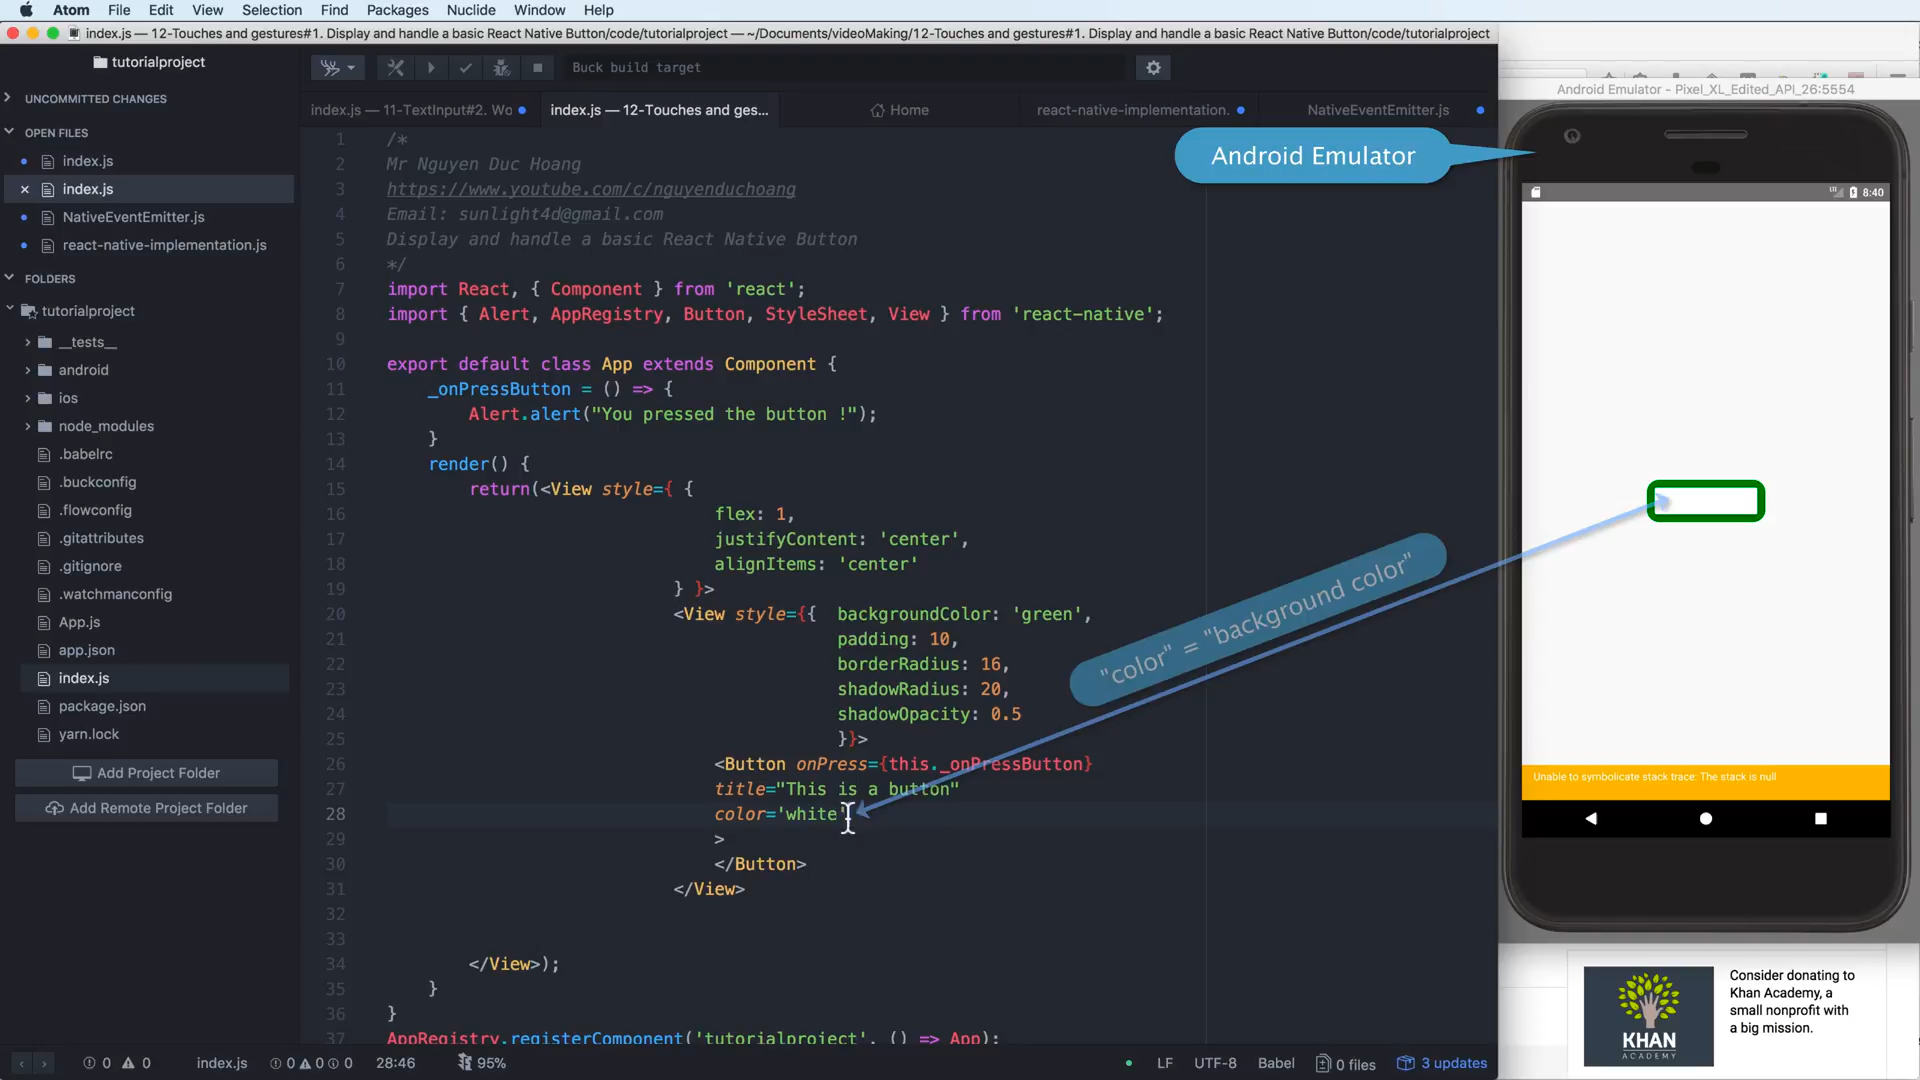 Atom File Edit View Selection Find Packages Nuclide Window Help
index.js — 12-Touches and gestures#1. Display and handle a basic React Native Button/code/tutorialproject — ~/Documents/videoMaking/12-Touches and gestures#1. Display and handle a basic React Native Button/code/tutorialproject
tutorialproject
Buck build target
UNCOMMITTED CHANGES
OPEN FILES
index.js
index.js
NativeEventEmitter.js
react-native-implementation.js
FOLDERS
tutorialproject
__tests__
android
ios
node_modules
.babelrc
.buckconfig
.flowconfig
.gitattributes
.gitignore
.watchmanconfig
App.js
app.json
index.js
package.json
yarn.lock
Add Project Folder
Add Remote Project Folder
index.js — 11-TextInput#2. Wo index.js — 12-Touches and ges... Home react-native-implementation. NativeEventEmitter.js
1 /*
2 Mr Nguyen Duc Hoang
3 https://www.youtube.com/c/nguyenduchoang
4 Email: sunlight4d@gmail.com
5 Display and handle a basic React Native Button
6 */
7 import React, { Component } from 'react';
8 import { Alert, AppRegistry, Button, StyleSheet, View } from 'react-native';
9
10 export default class App extends Component {
11 _onPressButton = () => {
12 Alert.alert("You pressed the button !");
13 }
14 render() {
15 return(<View style={ {
16 flex: 1,
17 justifyContent: 'center',
18 alignItems: 'center'
19 } }>
20 <View style={{ backgroundColor: 'green',
21 padding: 10,
22 borderRadius: 16,
23 shadowRadius: 20,
24 shadowOpacity: 0.5
25 }}>
26 <Button onPress={this._onPressButton}
27 title="This is a button"
28 color='white'
29 >
30 </Button>
31 </View>
32
33
34 </View>);
35 }
36 }
37 AppRegistry.registerComponent('tutorialproject', () => App);
"color" = "background color"
Android Emulator
Android Emulator - Pixel_XL_Edited_API_26:5554
8:40
Unable to symbolicate stack trace: The stack is null
KHAN
ACADEMY
Consider donating to
Khan Academy, a
small nonprofit with
a big mission.
0 0 index.js 0 0 0 28:46 95% LF UTF-8 Babel 0 files 3 updates